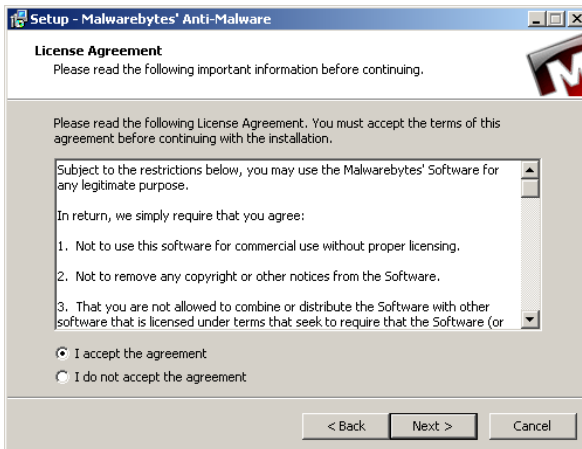 Setup - Malwarebytes' Anti-Malware
License Agreement
Please read the following important information before continuing.
Please read the following License Agreement. You must accept the terms of this
agreement before continuing with the installation.
Subject to the restrictions below, you may use the Malwarebytes' Software for
any legitimate purpose.
In return, we simply require that you agree:
1. Not to use this software for commercial use without proper licensing.
2. Not to remove any copyright or other notices from the Software.
3. That you are not allowed to combine or distribute the Software with other
software that is licensed under terms that seek to require that the Software (or
I accept the agreement
I do not accept the agreement
< Back
Next >
Cancel